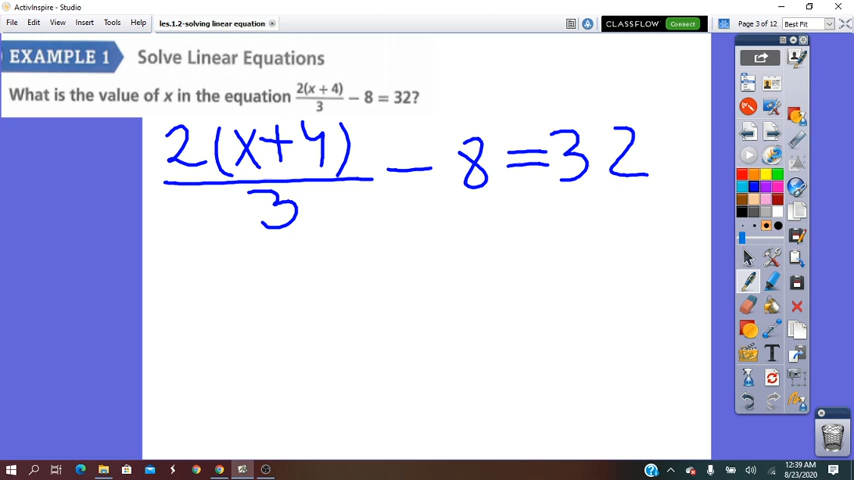 ActivInspire - Studio
File Edit View Insert Tools Help les.1.2-solving linear equation CLASSFLOW Connect Page 3 of 12 Best Fit
EXAMPLE 1 Solve Linear Equations
What is the value of x in the equation 2(x + 4)/3 − 8 = 32?
2(x+4)/3 − 8 = 32
12:39 AM
8/23/2020